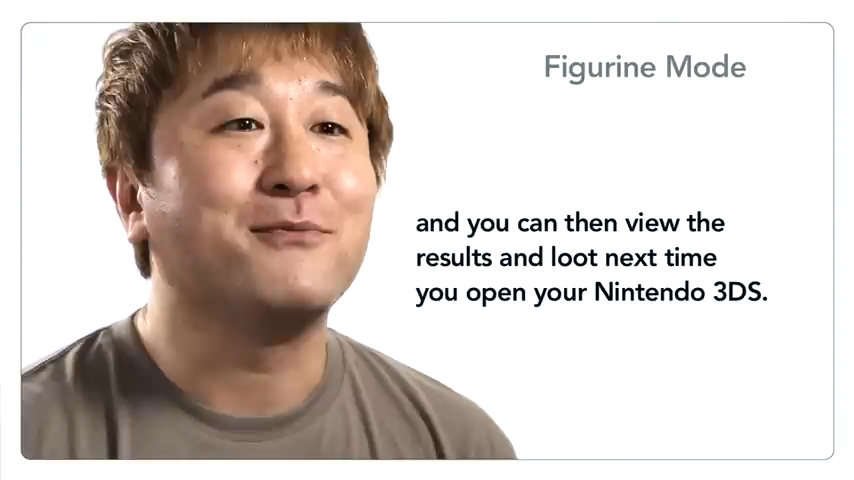 Figurine Mode
and you can then view the
results and loot next time
you open your Nintendo 3DS.